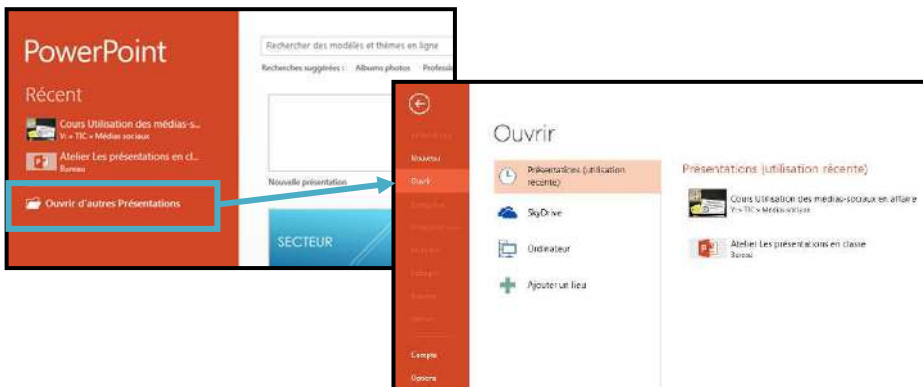 PowerPoint
Rechercher des modèles et thèmes en ligne
Recherches suggérées : Albums photos
Récent
Cours Utilisation des médias-s...
V: » TIC » Médias sociaux
Atelier Les présentations en cl...
Bureau
Nouvelle présentation
Ouvrir d'autres Présentations
SECTEUR
Ouvrir
Nouveau
Ouvrir
Présentations (utilisation
récente)
SkyDrive
Ordinateur
Ajouter un lieu
Compte
Options
Présentations (utilisation récente)
Cours Utilisation des médias-sociaux en affaire
V: » TIC » Médias sociaux
Atelier Les présentations en classe
Bureau